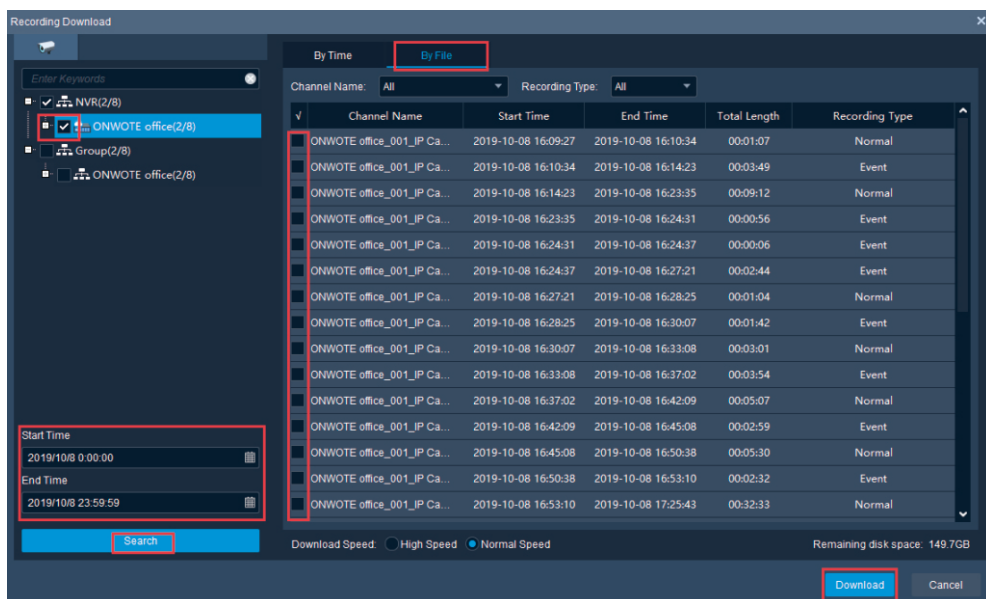 Recording Download
Enter Keywords
NVR(2/8)
ONWOTE office(2/8)
Group(2/8)
ONWOTE office(2/8)
Start Time
2019/10/8 0:00:00
End Time
2019/10/8 23:59:59
Search
By Time By File
Channel Name: All Recording Type: All
√ Channel Name Start Time End Time Total Length Recording Type
ONWOTE office_001_IP Ca... 2019-10-08 16:09:27 2019-10-08 16:10:34 00:01:07 Normal
ONWOTE office_001_IP Ca... 2019-10-08 16:10:34 2019-10-08 16:14:23 00:03:49 Event
ONWOTE office_001_IP Ca... 2019-10-08 16:14:23 2019-10-08 16:23:35 00:09:12 Normal
ONWOTE office_001_IP Ca... 2019-10-08 16:23:35 2019-10-08 16:24:31 00:00:56 Event
ONWOTE office_001_IP Ca... 2019-10-08 16:24:31 2019-10-08 16:24:37 00:00:06 Event
ONWOTE office_001_IP Ca... 2019-10-08 16:24:37 2019-10-08 16:27:21 00:02:44 Event
ONWOTE office_001_IP Ca... 2019-10-08 16:27:21 2019-10-08 16:28:25 00:01:04 Normal
ONWOTE office_001_IP Ca... 2019-10-08 16:28:25 2019-10-08 16:30:07 00:01:42 Event
ONWOTE office_001_IP Ca... 2019-10-08 16:30:07 2019-10-08 16:33:08 00:03:01 Normal
ONWOTE office_001_IP Ca... 2019-10-08 16:33:08 2019-10-08 16:37:02 00:03:54 Event
ONWOTE office_001_IP Ca... 2019-10-08 16:37:02 2019-10-08 16:42:09 00:05:07 Normal
ONWOTE office_001_IP Ca... 2019-10-08 16:42:09 2019-10-08 16:45:08 00:02:59 Event
ONWOTE office_001_IP Ca... 2019-10-08 16:45:08 2019-10-08 16:50:38 00:05:30 Normal
ONWOTE office_001_IP Ca... 2019-10-08 16:50:38 2019-10-08 16:53:10 00:02:32 Event
ONWOTE office_001_IP Ca... 2019-10-08 16:53:10 2019-10-08 17:25:43 00:32:33 Normal
Download Speed: High Speed Normal Speed Remaining disk space: 149.7GB
Download Cancel